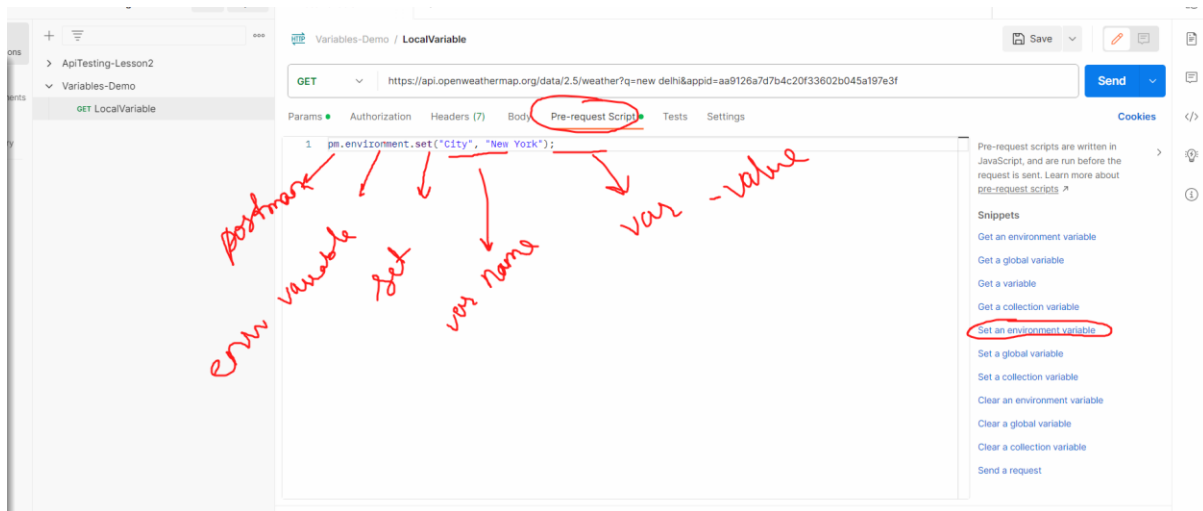 ons
ApiTesting-Lesson2
Variables-Demo
GET LocalVariable
HTTP Variables-Demo / LocalVariable
Save
GET https://api.openweathermap.org/data/2.5/weather?q=new delhi&appid=aa9126a7d7b4c20f33602b045a197e3f
Send
Params Authorization Headers (7) Body Pre-request Script Tests Settings
Cookies
1 pm.environment.set("City", "New York");
postman
env variable
set
var name
var - value
Pre-request scripts are written in
JavaScript, and are run before the
request is sent. Learn more about
pre-request scripts
Snippets
Get an environment variable
Get a global variable
Get a variable
Get a collection variable
Set an environment variable
Set a global variable
Set a collection variable
Clear an environment variable
Clear a global variable
Clear a collection variable
Send a request